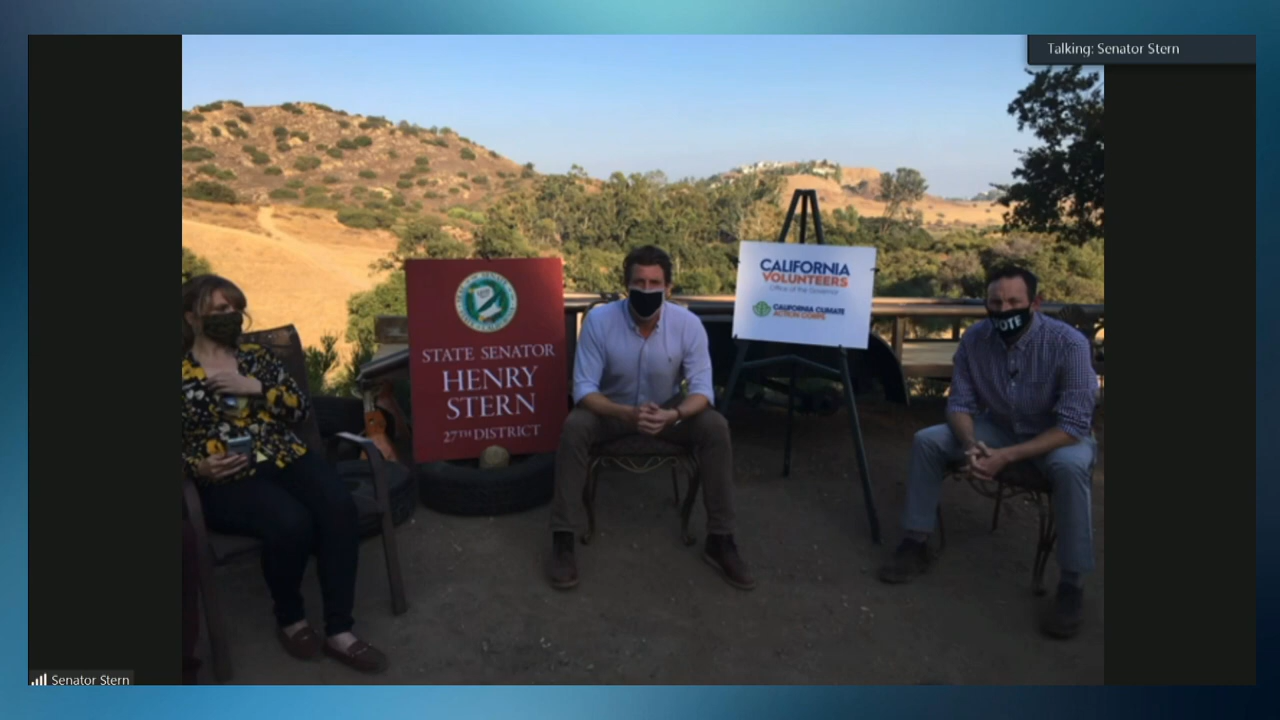 Talking: Senator Stern
STATE SENATOR
HENRY
STERN
27TH DISTRICT
CALIFORNIA
VOLUNTEERS
Office of the Governor
CALIFORNIA CLIMATE
ACTION CORPS
VOTE
Senator Stern